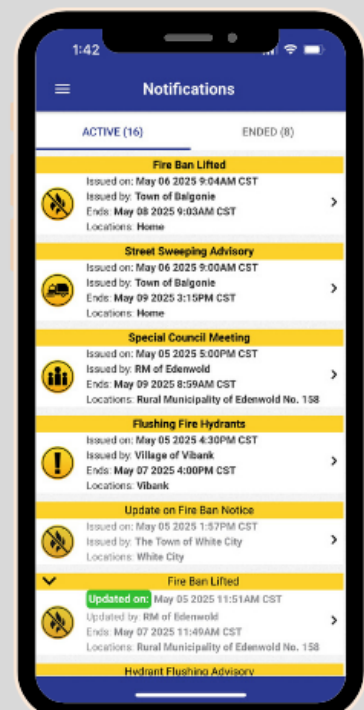 1:42
Notifications
ACTIVE (16)
ENDED (8)
Fire Ban Lifted
Issued on: May 06 2025 9:04AM CST
Issued by: Town of Balgonie
Ends: May 08 2025 9:03AM CST
Locations: Home
Street Sweeping Advisory
Issued on: May 06 2025 9:00AM CST
Issued by: Town of Balgonie
Ends: May 09 2025 3:15PM CST
Locations: Home
Special Council Meeting
Issued on: May 05 2025 5:00PM CST
Issued by: RM of Edenwold
Ends: May 09 2025 8:59AM CST
Locations: Rural Municipality of Edenwold No. 158
Flushing Fire Hydrants
Issued on: May 05 2025 4:30PM CST
Issued by: Village of Vibank
Ends: May 07 2025 4:00PM CST
Locations: Vibank
Update on Fire Ban Notice
Issued on: May 05 2025 1:57PM CST
Issued by: The Town of White City
Locations: White City
Fire Ban Lifted
Updated on: May 05 2025 11:51AM CST
Updated by: RM of Edenwold
Ends: May 07 2025 11:49AM CST
Locations: Rural Municipality of Edenwold No. 158
Hydrant Flushing Advisory